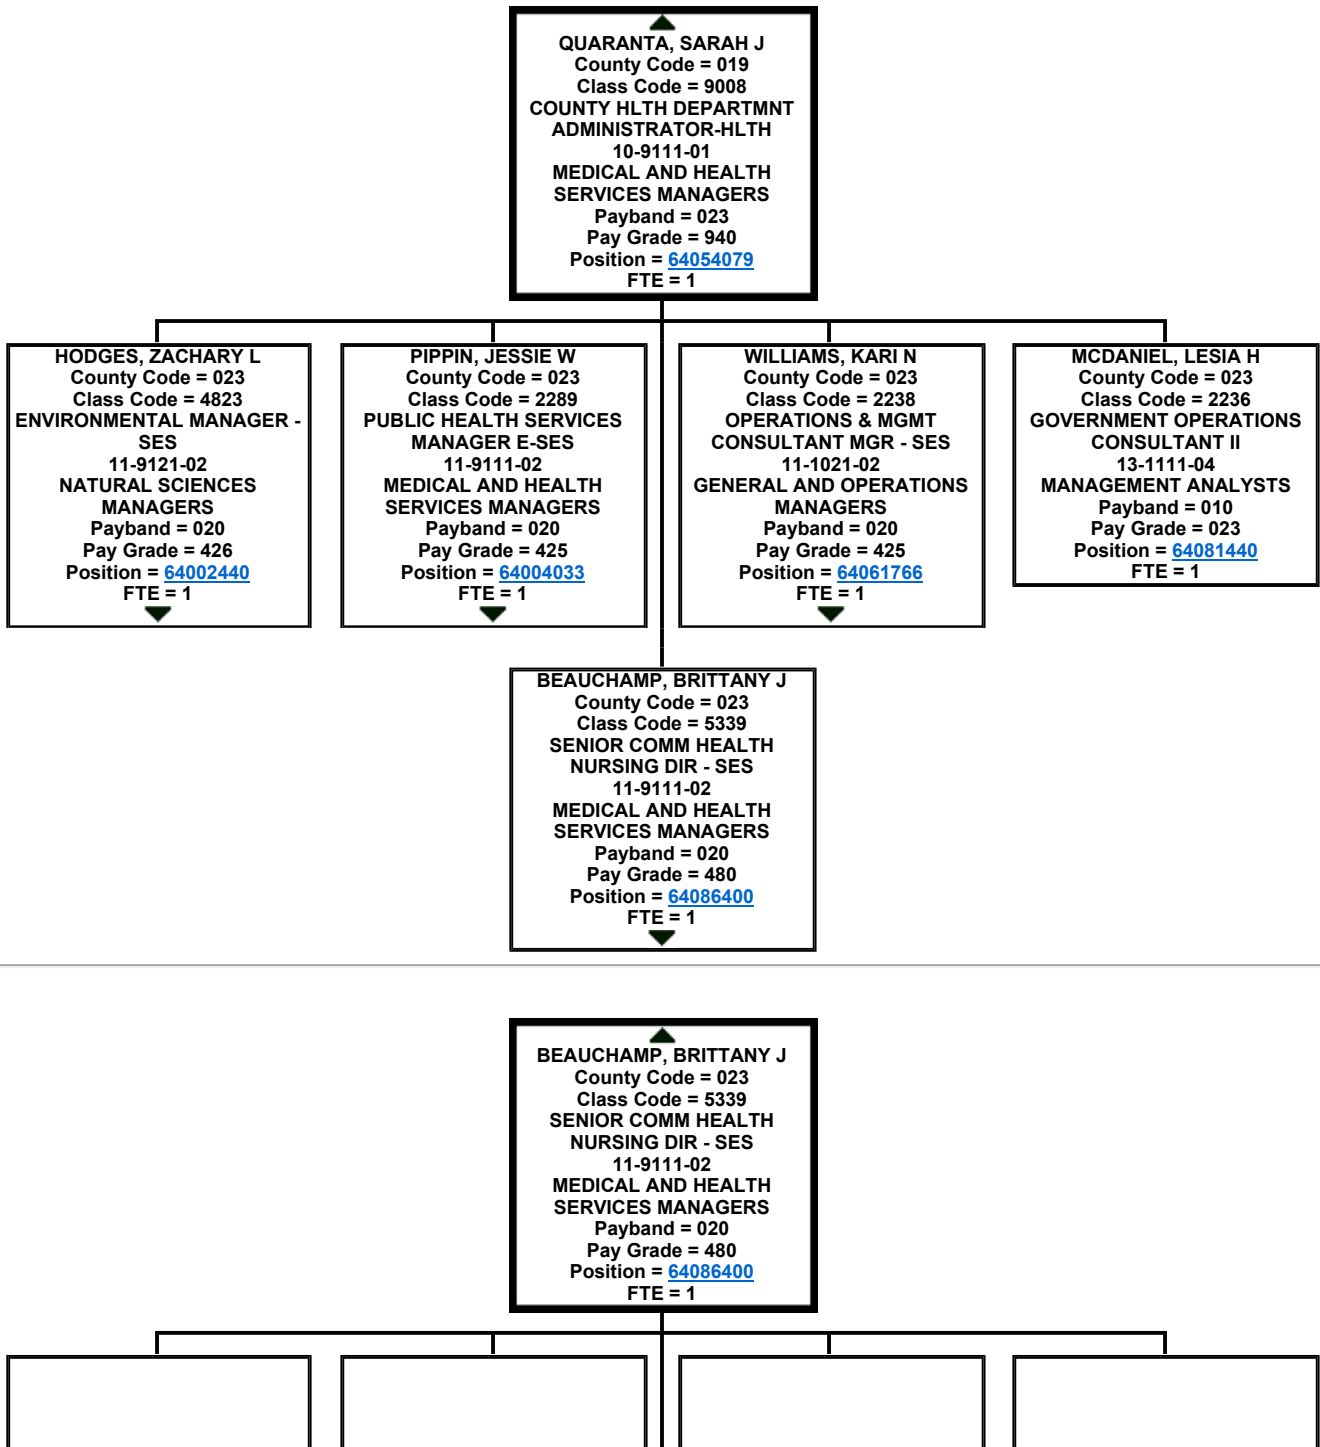 QUARANTA, SARAH J
County Code = 019
Class Code = 9008
COUNTY HLTH DEPARTMNT
ADMINISTRATOR-HLTH
10-9111-01
MEDICAL AND HEALTH
SERVICES MANAGERS
Payband = 023
Pay Grade = 940
Position = 64054079
FTE = 1
HODGES, ZACHARY L
County Code = 023
Class Code = 4823
ENVIRONMENTAL MANAGER -
SES
11-9121-02
NATURAL SCIENCES
MANAGERS
Payband = 020
Pay Grade = 426
Position = 64002440
FTE = 1
PIPPIN, JESSIE W
County Code = 023
Class Code = 2289
PUBLIC HEALTH SERVICES
MANAGER E-SES
11-9111-02
MEDICAL AND HEALTH
SERVICES MANAGERS
Payband = 020
Pay Grade = 425
Position = 64004033
FTE = 1
WILLIAMS, KARI N
County Code = 023
Class Code = 2238
OPERATIONS & MGMT
CONSULTANT MGR - SES
11-1021-02
GENERAL AND OPERATIONS
MANAGERS
Payband = 020
Pay Grade = 425
Position = 64061766
FTE = 1
MCDANIEL, LESIA H
County Code = 023
Class Code = 2236
GOVERNMENT OPERATIONS
CONSULTANT II
13-1111-04
MANAGEMENT ANALYSTS
Payband = 010
Pay Grade = 023
Position = 64081440
FTE = 1
BEAUCHAMP, BRITTANY J
County Code = 023
Class Code = 5339
SENIOR COMM HEALTH
NURSING DIR - SES
11-9111-02
MEDICAL AND HEALTH
SERVICES MANAGERS
Payband = 020
Pay Grade = 480
Position = 64086400
FTE = 1
BEAUCHAMP, BRITTANY J
County Code = 023
Class Code = 5339
SENIOR COMM HEALTH
NURSING DIR - SES
11-9111-02
MEDICAL AND HEALTH
SERVICES MANAGERS
Payband = 020
Pay Grade = 480
Position = 64086400
FTE = 1